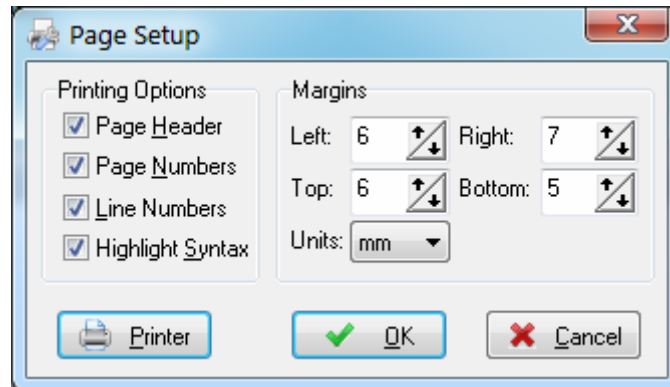 Page Setup
Printing Options
Page Header
Page Numbers
Line Numbers
Highlight Syntax
Margins
Left: 6 Right: 7
Top: 6 Bottom: 5
Units: mm
Printer OK Cancel